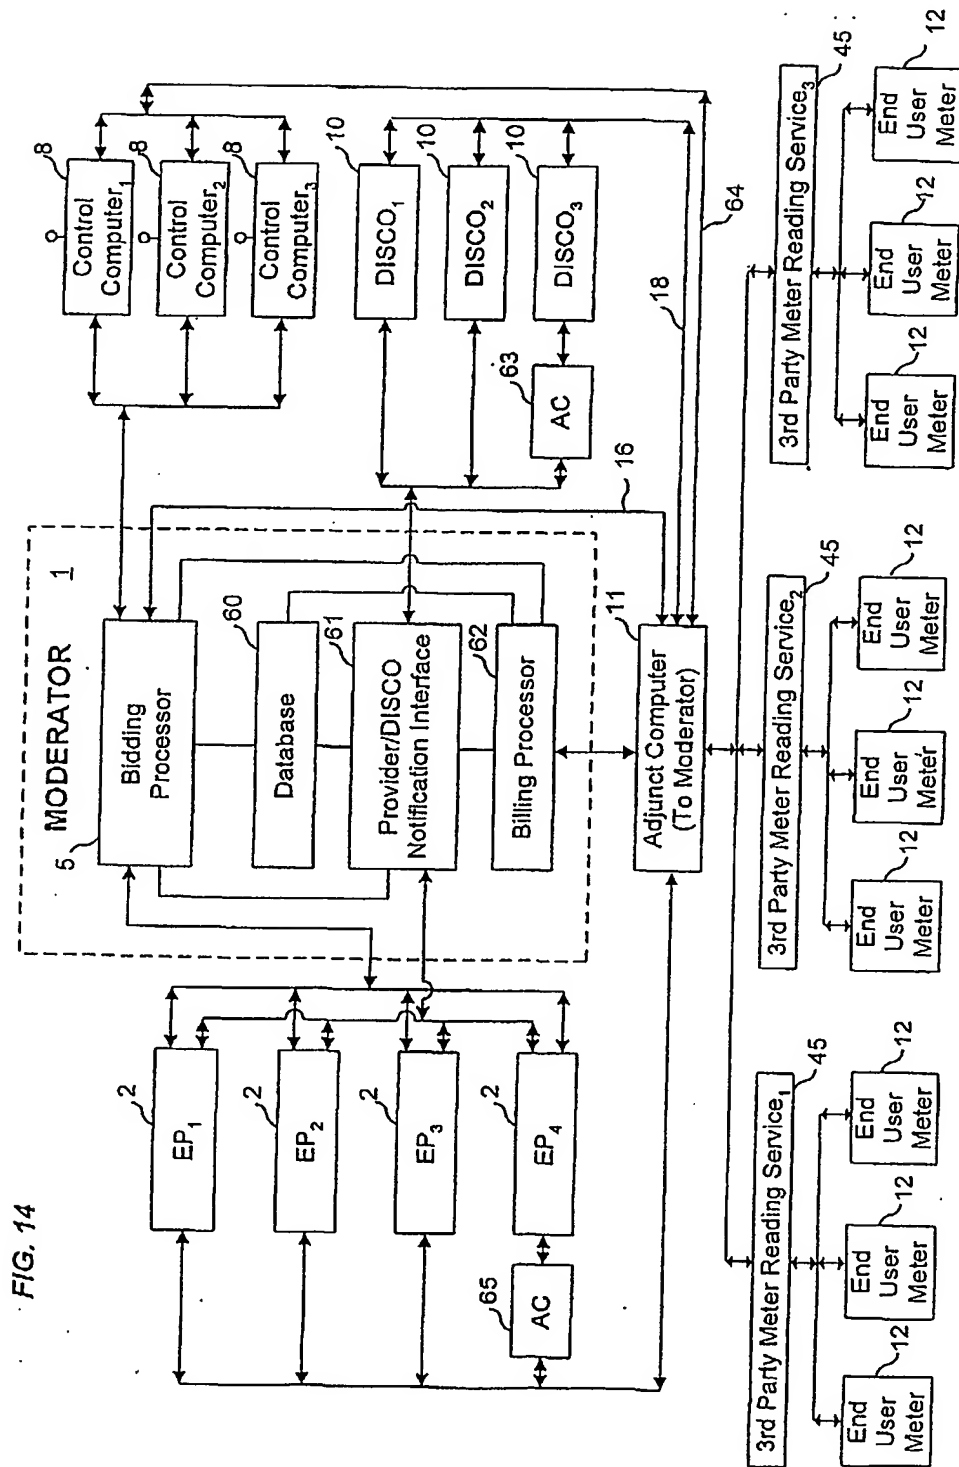 FIG. 14
MODERATOR
1
5
Bidding
Processor
60
Database
61
Provider/DISCO
Notification Interface
62
Billing Processor
2
EP1
2
EP2
2
EP3
2
EP4
65
AC
8
Control
Computer1
8
Control
Computer2
8
Control
Computer3
10
DISCO1
10
DISCO2
10
DISCO3
63
AC
16
18
64
11
Adjunct Computer
(To Moderator)
45
3rd Party Meter Reading Service1
12
End
User
Meter
12
End
User
Meter
12
End
User
Meter
45
3rd Party Meter Reading Service2
12
End
User
Meter
12
End
User
Meter
12
End
User
Meter
45
3rd Party Meter Reading Service3
12
End
User
Meter
12
End
User
Meter
12
End
User
Meter